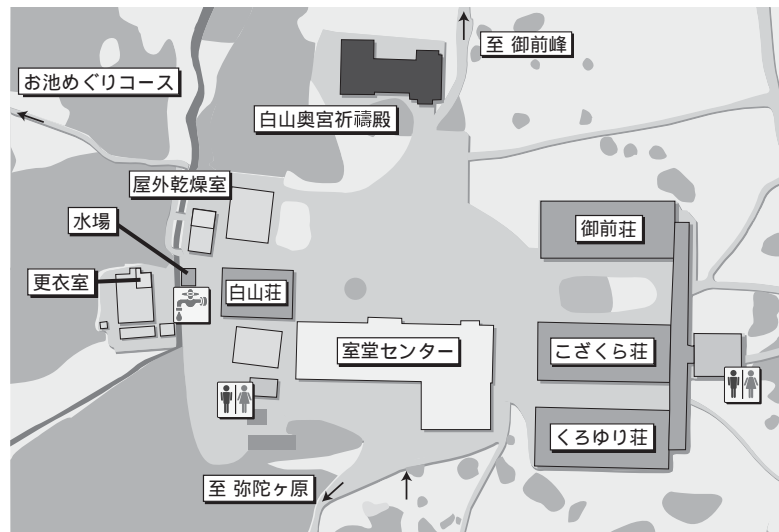 至 御前峰
お池めぐりコース
白山奥宮祈禱殿
屋外乾燥室
水場
御前荘
更衣室
白山荘
室堂センター
こざくら荘
くろゆり荘
至 弥陀ヶ原